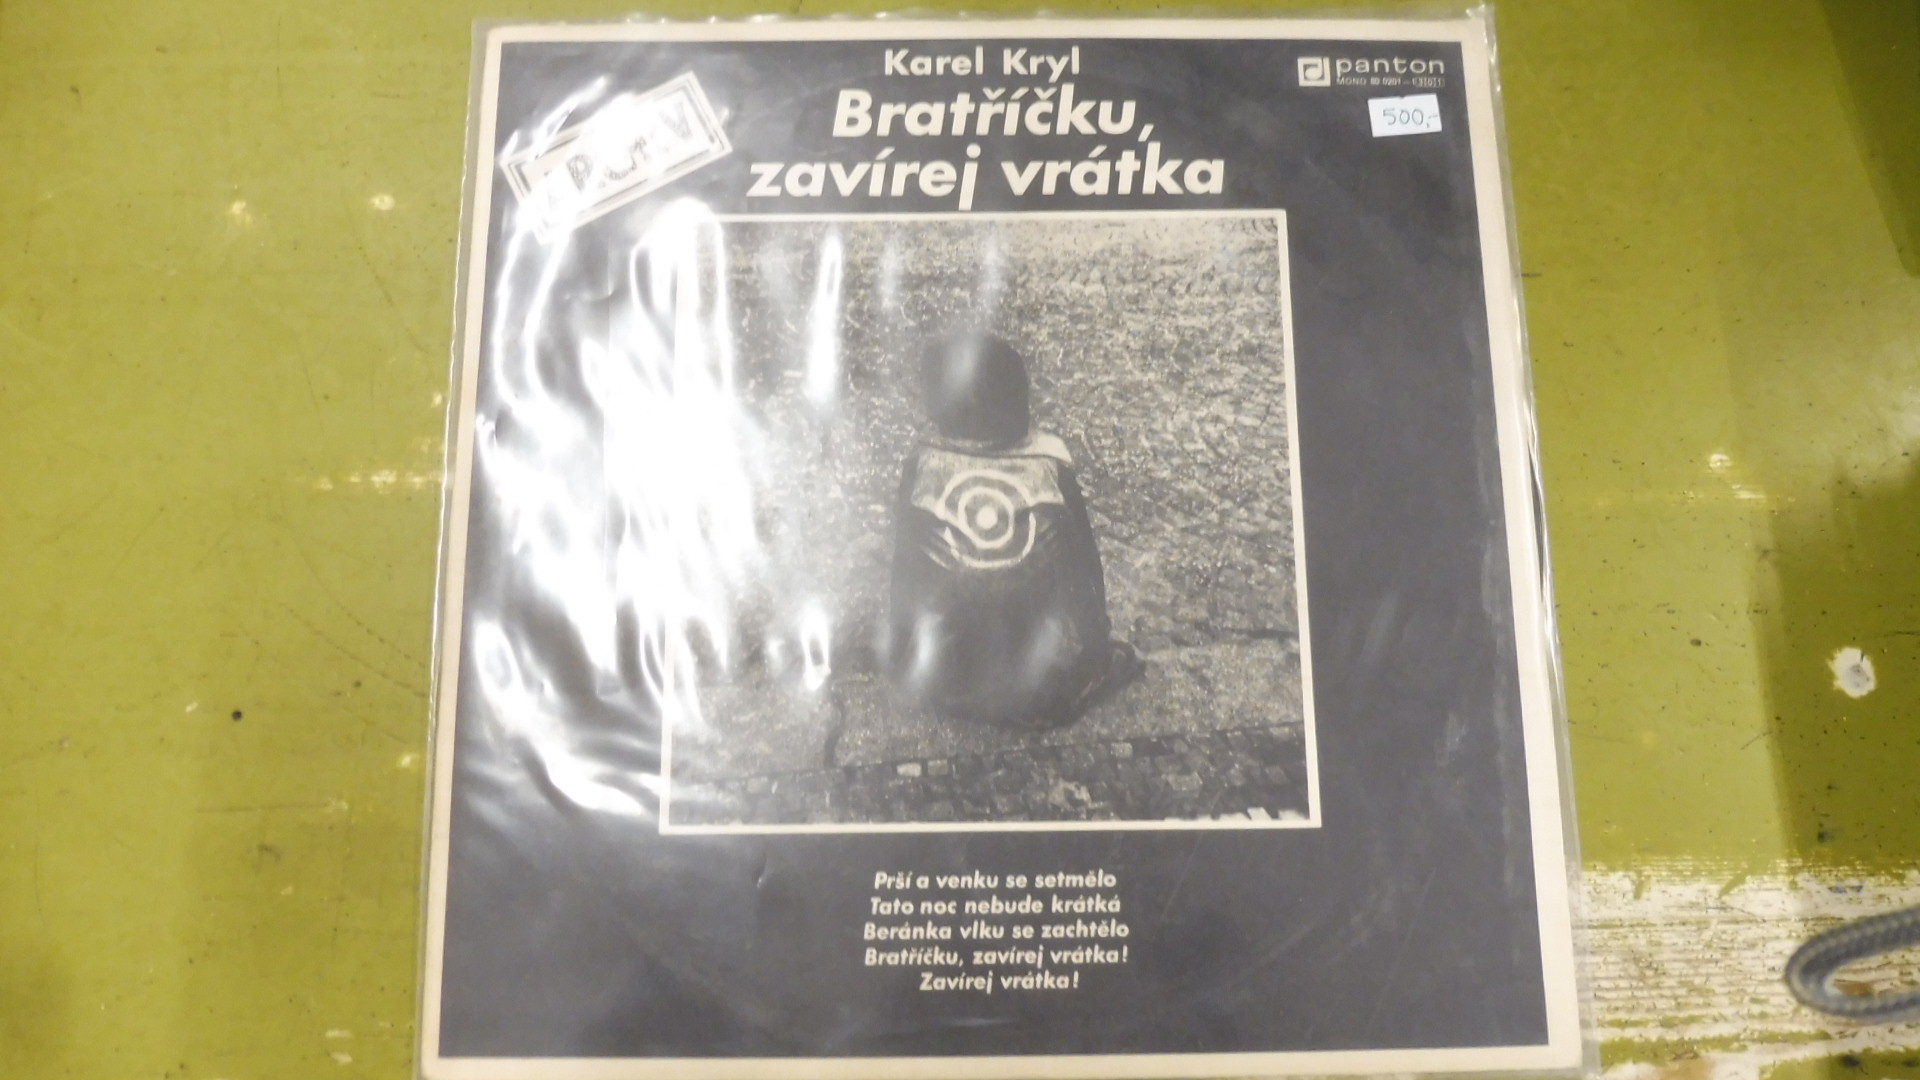 Karel Kryl
Bratříčku,
zavírej vrátka
panton
500,-
Prší a venku se setmělo
Tato noc nebude krátká
Beránka vlku se zachtělo
Bratříčku, zavírej vrátka!
Zavírej vrátka!